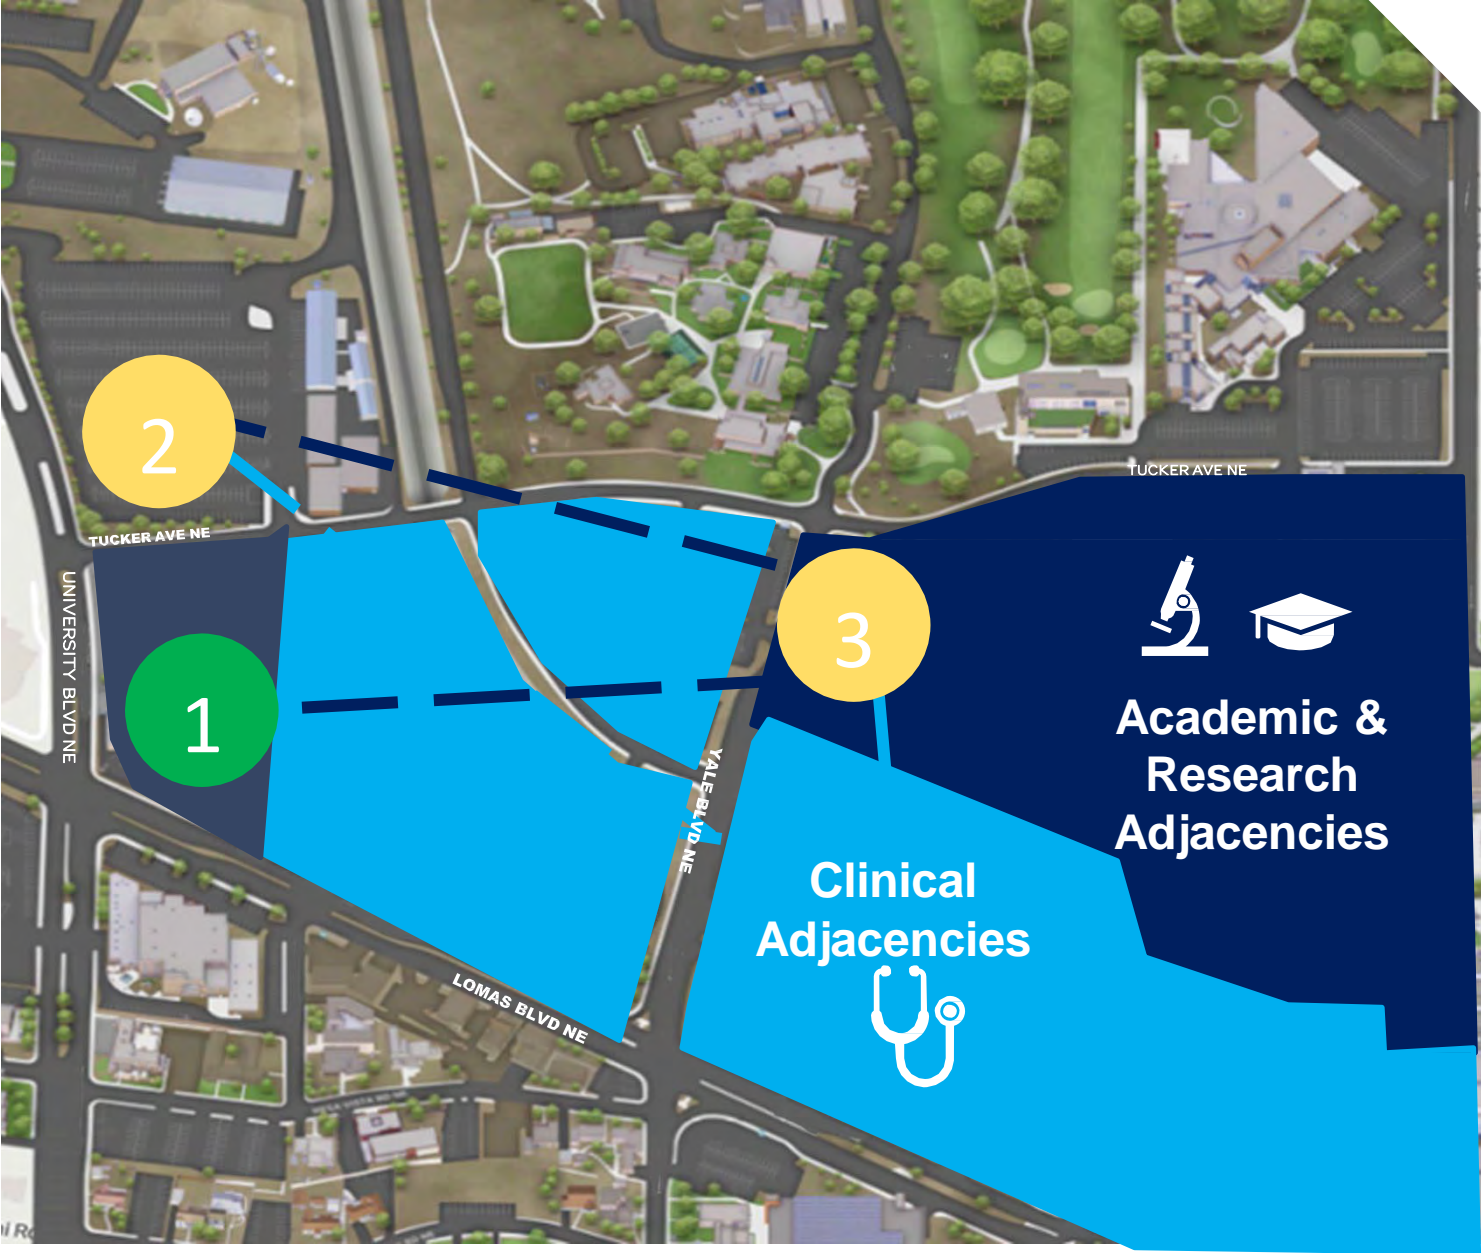 2
TUCKER AVE NE
TUCKER AVE NE
UNIVERSITY BLVD NE
1
3
Academic &
Research
Adjacencies
YALE BLVD NE
Clinical
Adjacencies
LOMAS BLVD NE